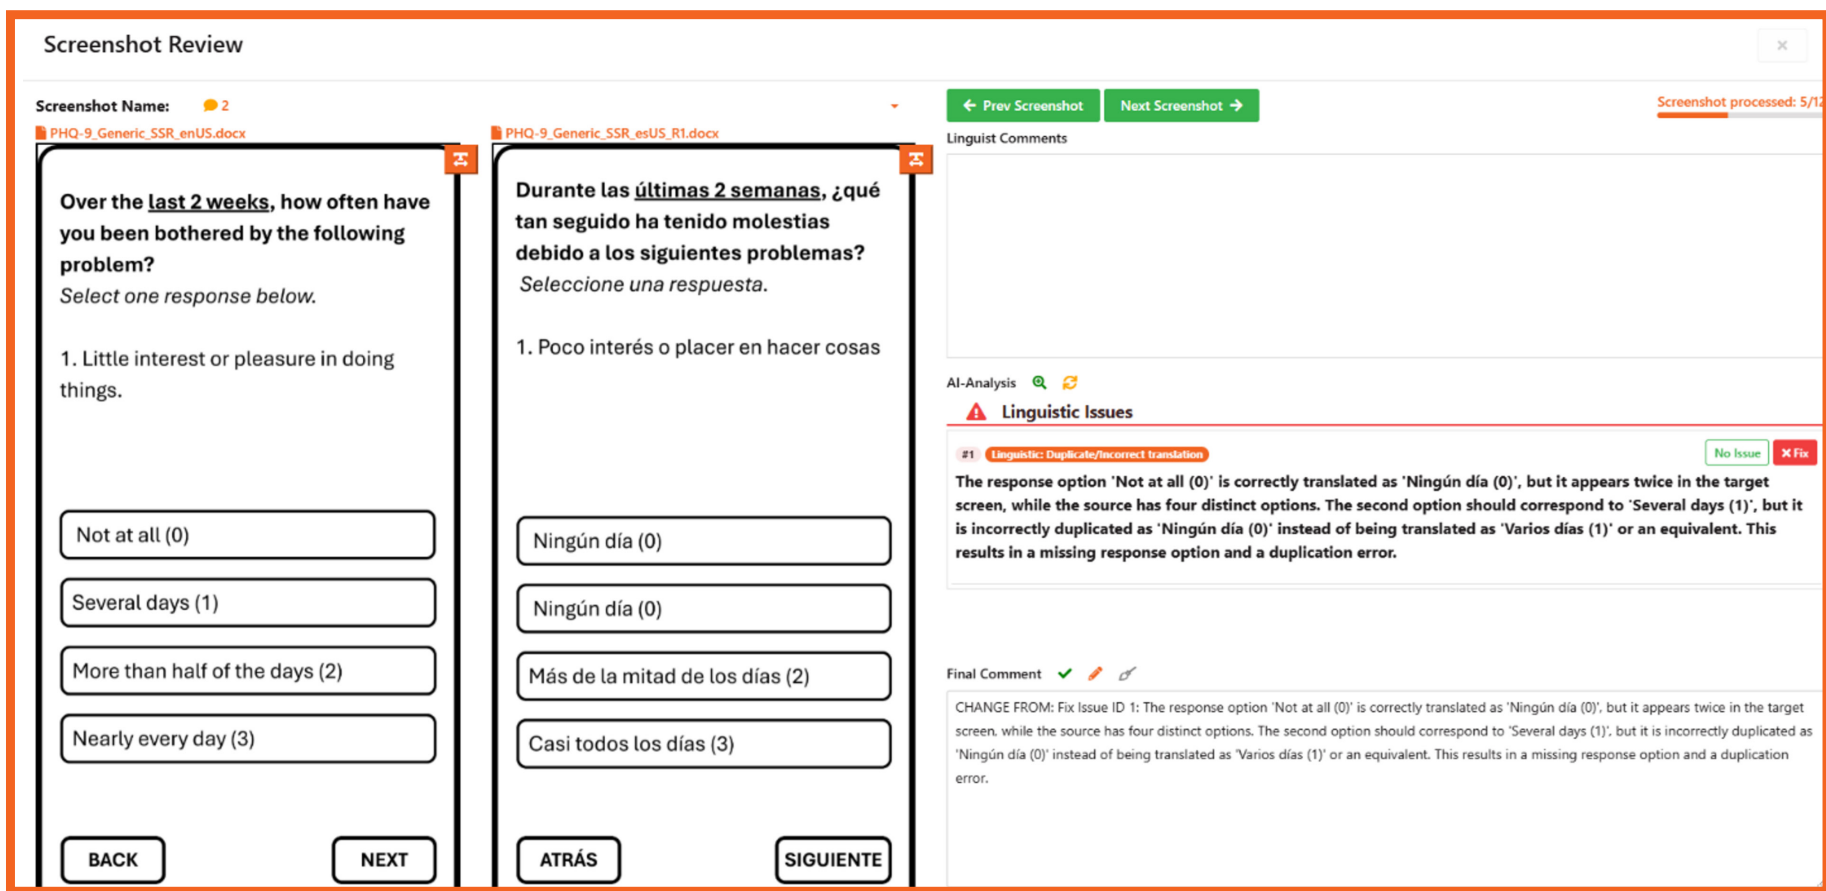 Screenshot Review
×
Screenshot Name: 2
PHQ-9_Generic_SSR_enUS.docx
Over the last 2 weeks, how often have
you been bothered by the following
problem?
Select one response below.
1. Little interest or pleasure in doing
things.
Not at all (0)
Several days (1)
More than half of the days (2)
Nearly every day (3)
BACK
NEXT
PHQ-9_Generic_SSR_esUS_R1.docx
Durante las últimas 2 semanas, ¿qué
tan seguido ha tenido molestias
debido a los siguientes problemas?
Seleccione una respuesta.
1. Poco interés o placer en hacer cosas
Ningún día (0)
Ningún día (0)
Más de la mitad de los días (2)
Casi todos los días (3)
ATRÁS
SIGUIENTE
← Prev Screenshot
Next Screenshot →
Screenshot processed: 5/12
Linguist Comments
AI-Analysis
Linguistic Issues
#1 Linguistic: Duplicate/Incorrect translation
No Issue
× Fix
The response option 'Not at all (0)' is correctly translated as 'Ningún día (0)', but it appears twice in the target
screen, while the source has four distinct options. The second option should correspond to 'Several days (1)', but it
is incorrectly duplicated as 'Ningún día (0)' instead of being translated as 'Varios días (1)' or an equivalent. This
results in a missing response option and a duplication error.
Final Comment
CHANGE FROM: Fix Issue ID 1: The response option 'Not at all (0)' is correctly translated as 'Ningún día (0)', but it appears twice in the target
screen, while the source has four distinct options. The second option should correspond to 'Several days (1)', but it is incorrectly duplicated as
'Ningún día (0)' instead of being translated as 'Varios días (1)' or an equivalent. This results in a missing response option and a duplication
error.